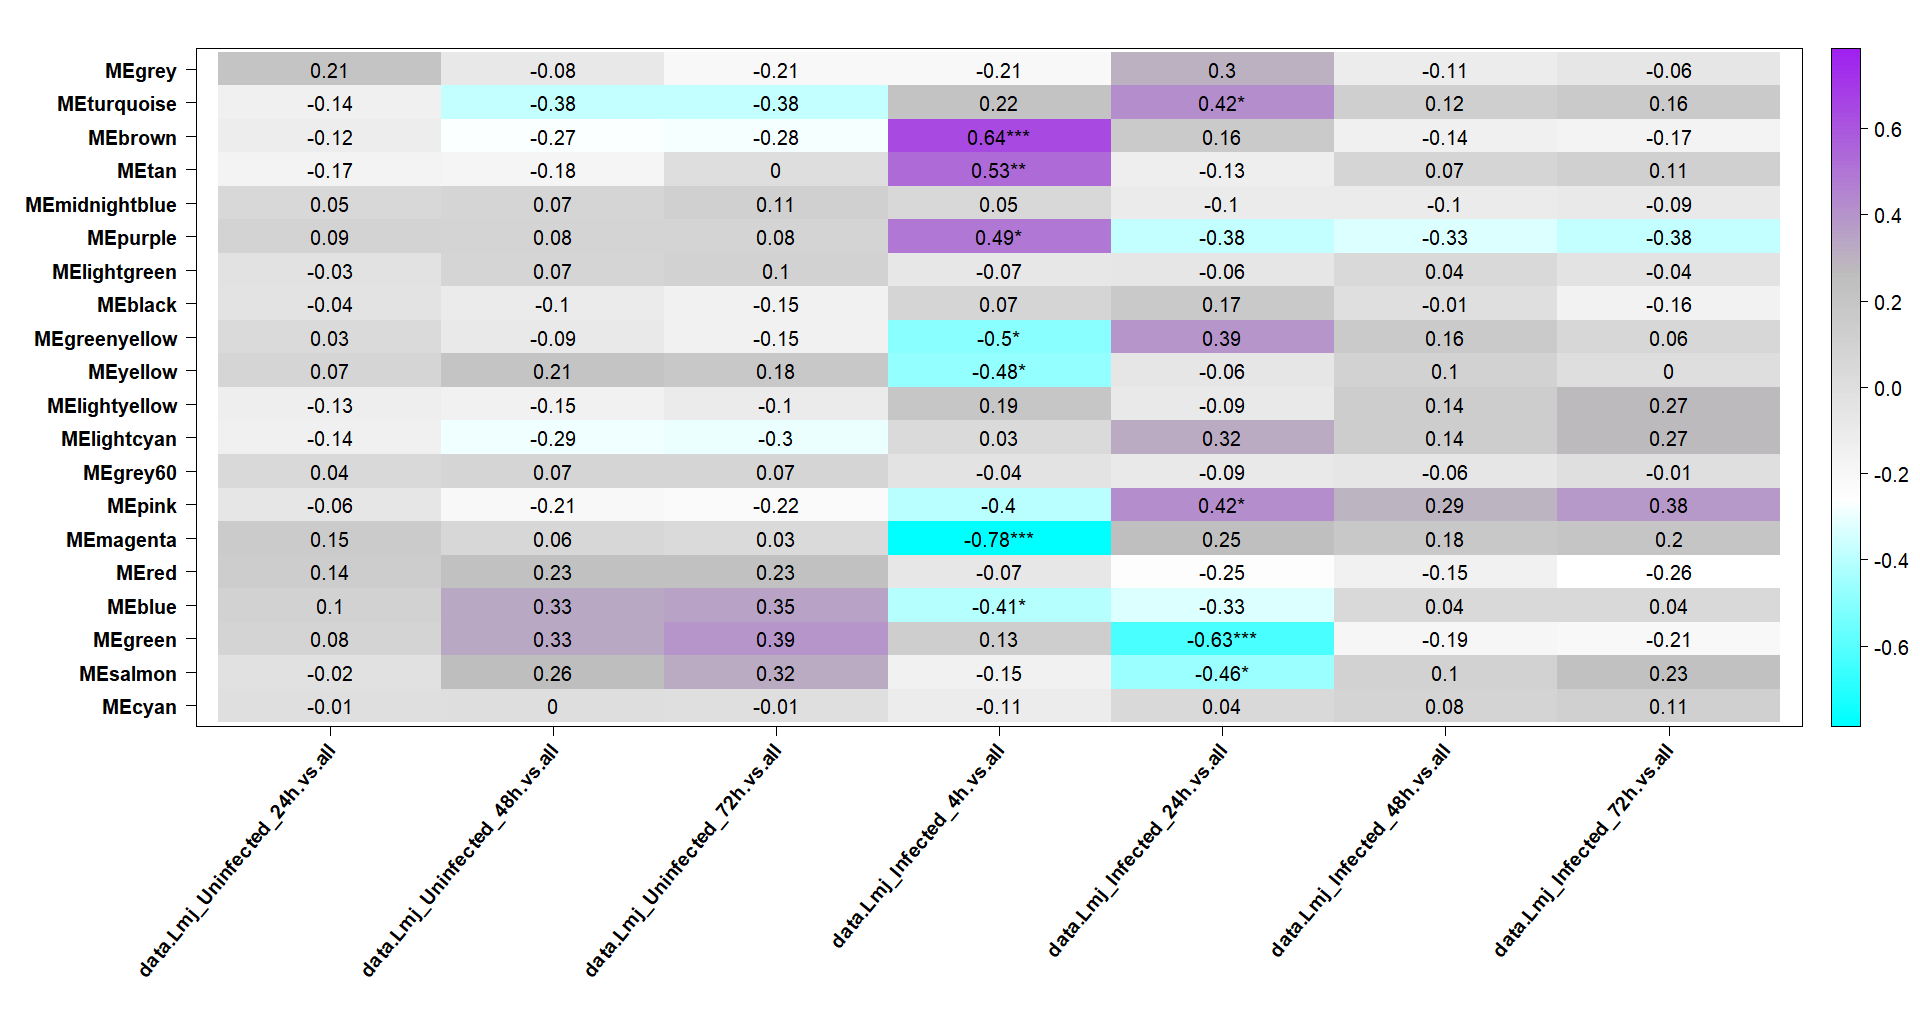 MEgrey 0.21 -0.08 -0.21 -0.21 0.3 -0.11 -0.06
MEturquoise -0.14 -0.38 -0.38 0.22 0.42* 0.12 0.16
MEbrown -0.12 -0.27 -0.28 0.64*** 0.16 -0.14 -0.17
MEtan -0.17 -0.18 0 0.53** -0.13 0.07 0.11
MEmidnightblue 0.05 0.07 0.11 0.05 -0.1 -0.1 -0.09
MEpurple 0.09 0.08 0.08 0.49* -0.38 -0.33 -0.38
MElightgreen -0.03 0.07 0.1 -0.07 -0.06 0.04 -0.04
MEblack -0.04 -0.1 -0.15 0.07 0.17 -0.01 -0.16
MEgreenyellow 0.03 -0.09 -0.15 -0.5* 0.39 0.16 0.06
MEyellow 0.07 0.21 0.18 -0.48* -0.06 0.1 0
MElightyellow -0.13 -0.15 -0.1 0.19 -0.09 0.14 0.27
MElightcyan -0.14 -0.29 -0.3 0.03 0.32 0.14 0.27
MEgrey60 0.04 0.07 0.07 -0.04 -0.09 -0.06 -0.01
MEpink -0.06 -0.21 -0.22 -0.4 0.42* 0.29 0.38
MEmagenta 0.15 0.06 0.03 -0.78*** 0.25 0.18 0.2
MEred 0.14 0.23 0.23 -0.07 -0.25 -0.15 -0.26
MEblue 0.1 0.33 0.35 -0.41* -0.33 0.04 0.04
MEgreen 0.08 0.33 0.39 0.13 -0.63*** -0.19 -0.21
MEsalmon -0.02 0.26 0.32 -0.15 -0.46* 0.1 0.23
MEcyan -0.01 0 -0.01 -0.11 0.04 0.08 0.11
data.Lmj_Uninfected_24h.vs.all
data.Lmj_Uninfected_48h.vs.all
data.Lmj_Uninfected_72h.vs.all
data.Lmj_Infected_4h.vs.all
data.Lmj_Infected_24h.vs.all
data.Lmj_Infected_48h.vs.all
data.Lmj_Infected_72h.vs.all
0.6
0.4
0.2
0.0
-0.2
-0.4
-0.6